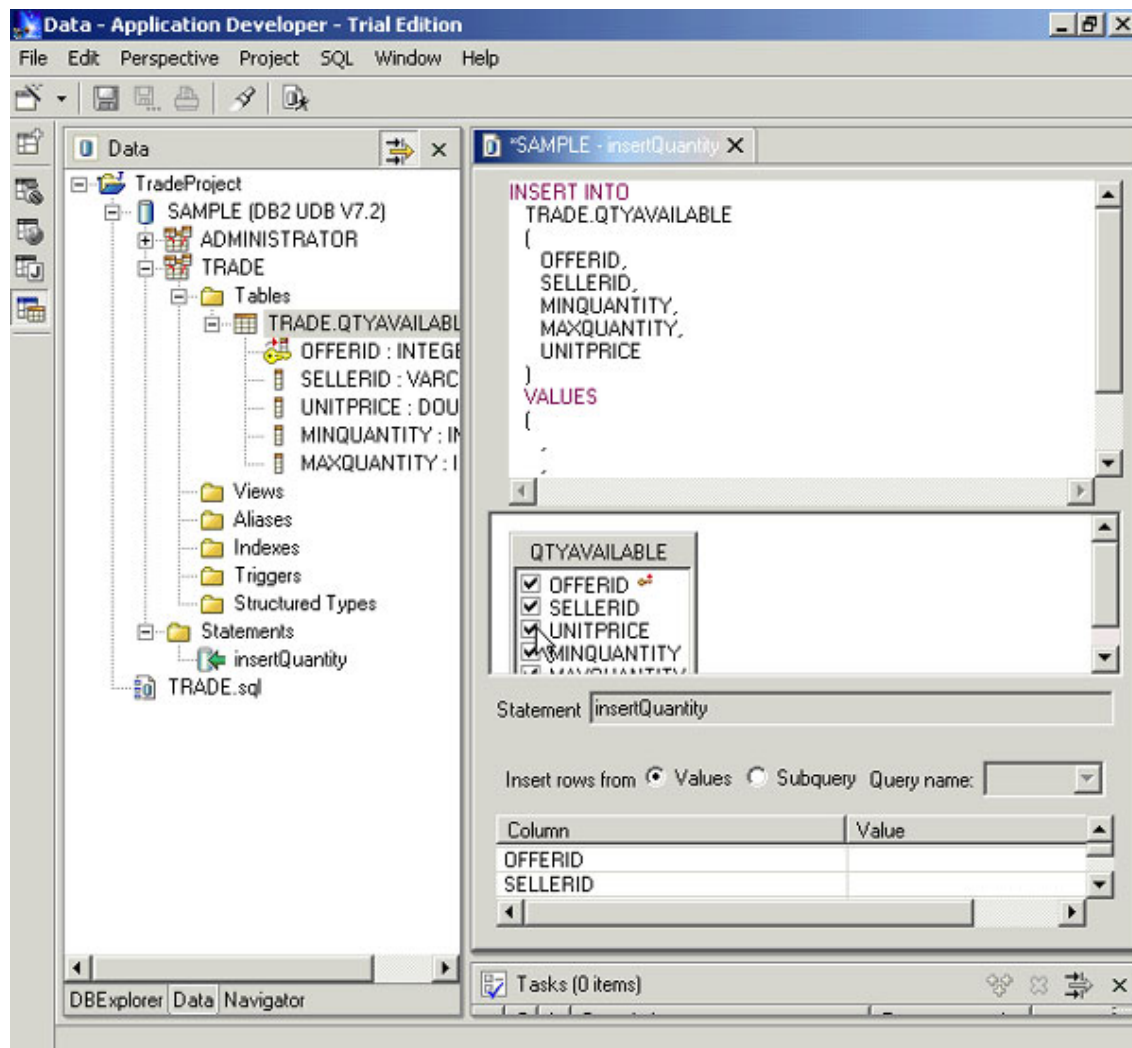 Data - Application Developer - Trial Edition
File Edit Perspective Project SQL Window Help
Data
TradeProject
SAMPLE (DB2 UDB V7.2)
ADMINISTRATOR
TRADE
Tables
TRADE.QTYAVAILABL
OFFERID : INTEGE
SELLERID : VARC
UNITPRICE : DOU
MINQUANTITY : IN
MAXQUANTITY : I
Views
Aliases
Indexes
Triggers
Structured Types
Statements
insertQuantity
TRADE.sql
DBExplorer Data Navigator
*SAMPLE - insertQuantity
INSERT INTO
TRADE.QTYAVAILABLE
(
OFFERID,
SELLERID,
MINQUANTITY,
MAXQUANTITY,
UNITPRICE
)
VALUES
(
,
,
QTYAVAILABLE
OFFERID
SELLERID
UNITPRICE
MINQUANTITY
MAXQUANTITY
Statement insertQuantity
Insert rows from Values Subquery Query name:
Column Value
OFFERID
SELLERID
Tasks (0 items)